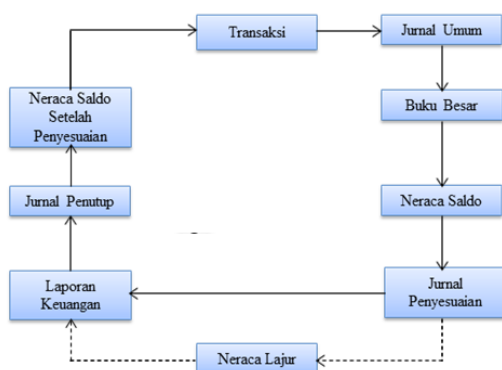 Transaksi
Jurnal Umum
Neraca Saldo
Setelah
Penyesuaian
Buku Besar
Jurnal Penutup
Neraca Saldo
Laporan
Keuangan
Jurnal
Penyesuaian
Neraca Lajur